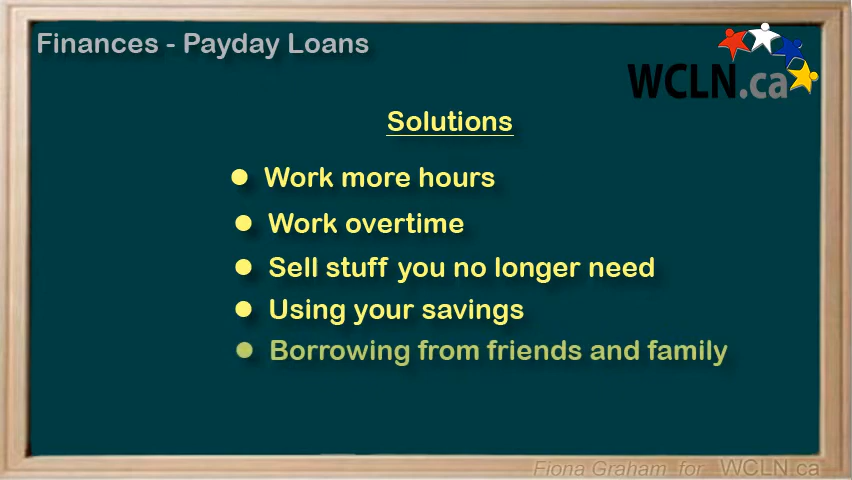 Finances - Payday Loans
WCLN.ca
Solutions
● Work more hours
● Work overtime
● Sell stuff you no longer need
● Using your savings
● Borrowing from friends and family
Fiona Graham for WCLN.ca